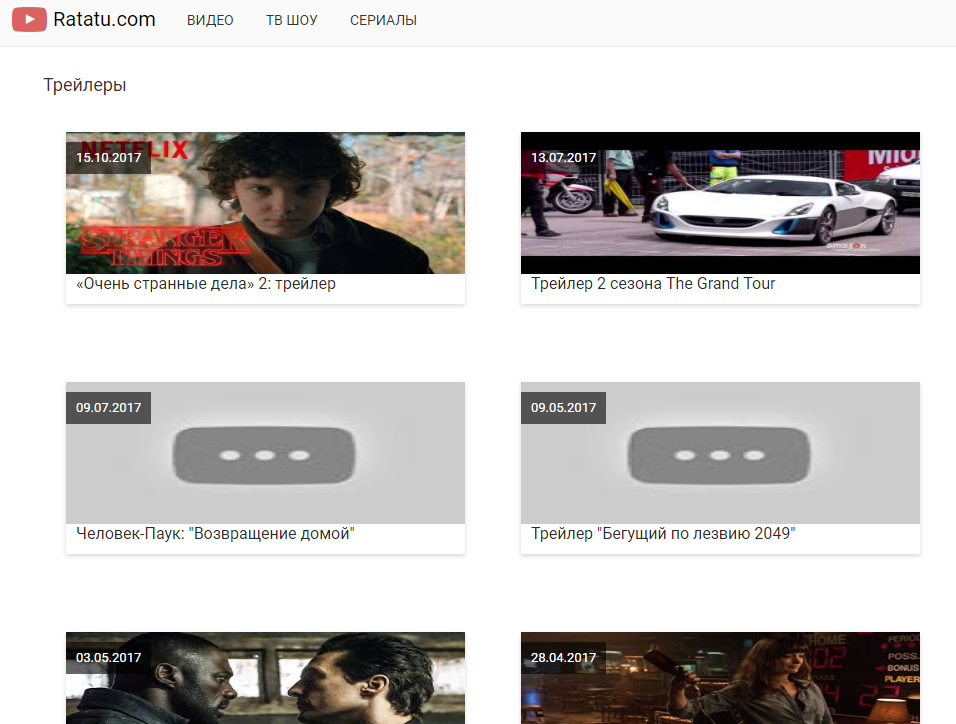 Ratatu.com ВИДЕО ТВ ШОУ СЕРИАЛЫ
Трейлеры
NETFLIX
15.10.2017
STRANGER
THINGS
«Очень странные дела» 2: трейлер
13.07.2017
amazon
Трейлер 2 сезона The Grand Tour
09.07.2017
Человек-Паук: "Возвращение домой"
09.05.2017
Трейлер "Бегущий по лезвию 2049"
03.05.2017
28.04.2017
HOME
POSS.
BONUS
PLAYER